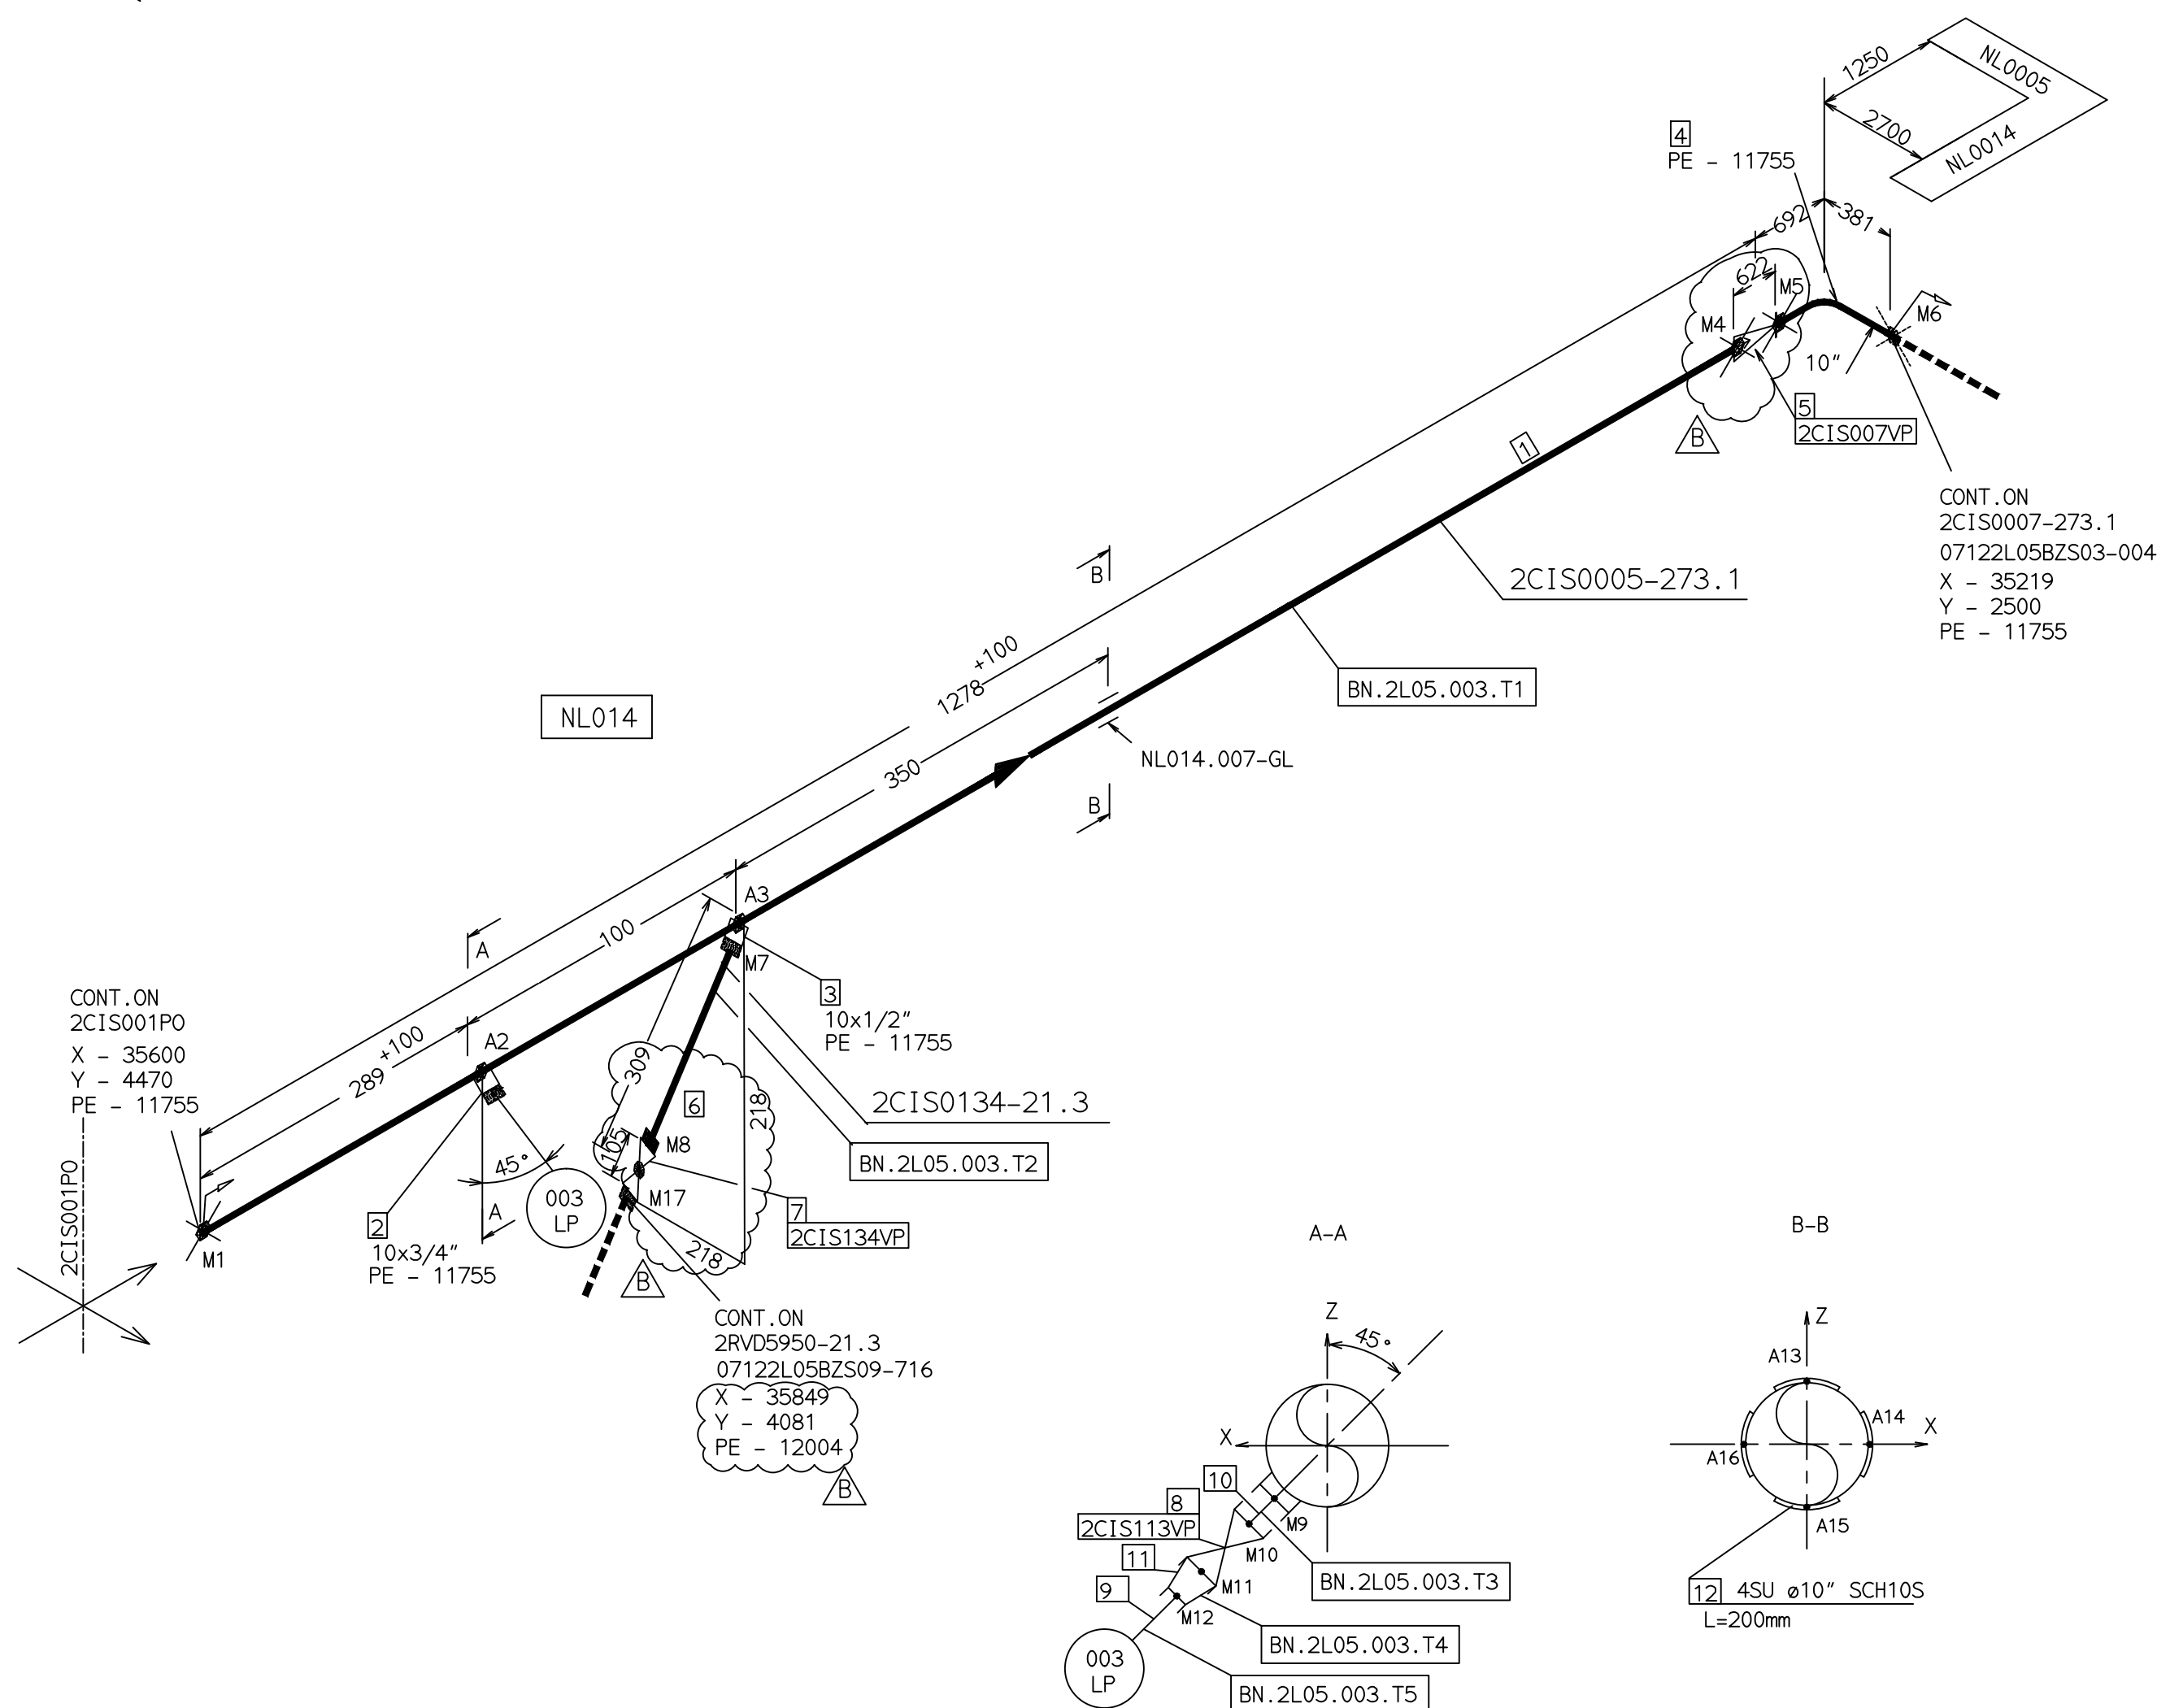 NL0005
NL0014
1250
2700
4
PE - 11755
692
381
622
M5
M4
M6
10"
5
2CIS007VP
B
CONT.ON
2CIS0007-273.1
07122L05BZS03-004
X - 35219
Y - 2500
PE - 11755
1
2CIS0005-273.1
BN.2L05.003.T1
B
+100
1278
NL014
350
NL014.007-GL
B
A3
100
A
M7
3
10x1/2"
PE - 11755
CONT.ON
2CIS001PO
X - 35600
Y - 4470
PE - 11755
A2
+100
289
309
6
218
2CIS0134-21.3
105
M8
BN.2L05.003.T2
45°
003
LP
M17
A
2
10x3/4"
PE - 11755
7
2CIS134VP
218
B
2CIS001PO
M1
CONT.ON
2RVD5950-21.3
07122L05BZS09-716
X - 35849
Y - 4081
PE - 12004
B
A-A
Z
45°
X
10
8
2CIS113VP
M9
M10
11
M11
9
M12
BN.2L05.003.T3
BN.2L05.003.T4
003
LP
BN.2L05.003.T5
B-B
Z
A13
A14
X
A16
A15
12 4SU ø10" SCH10S
L=200mm